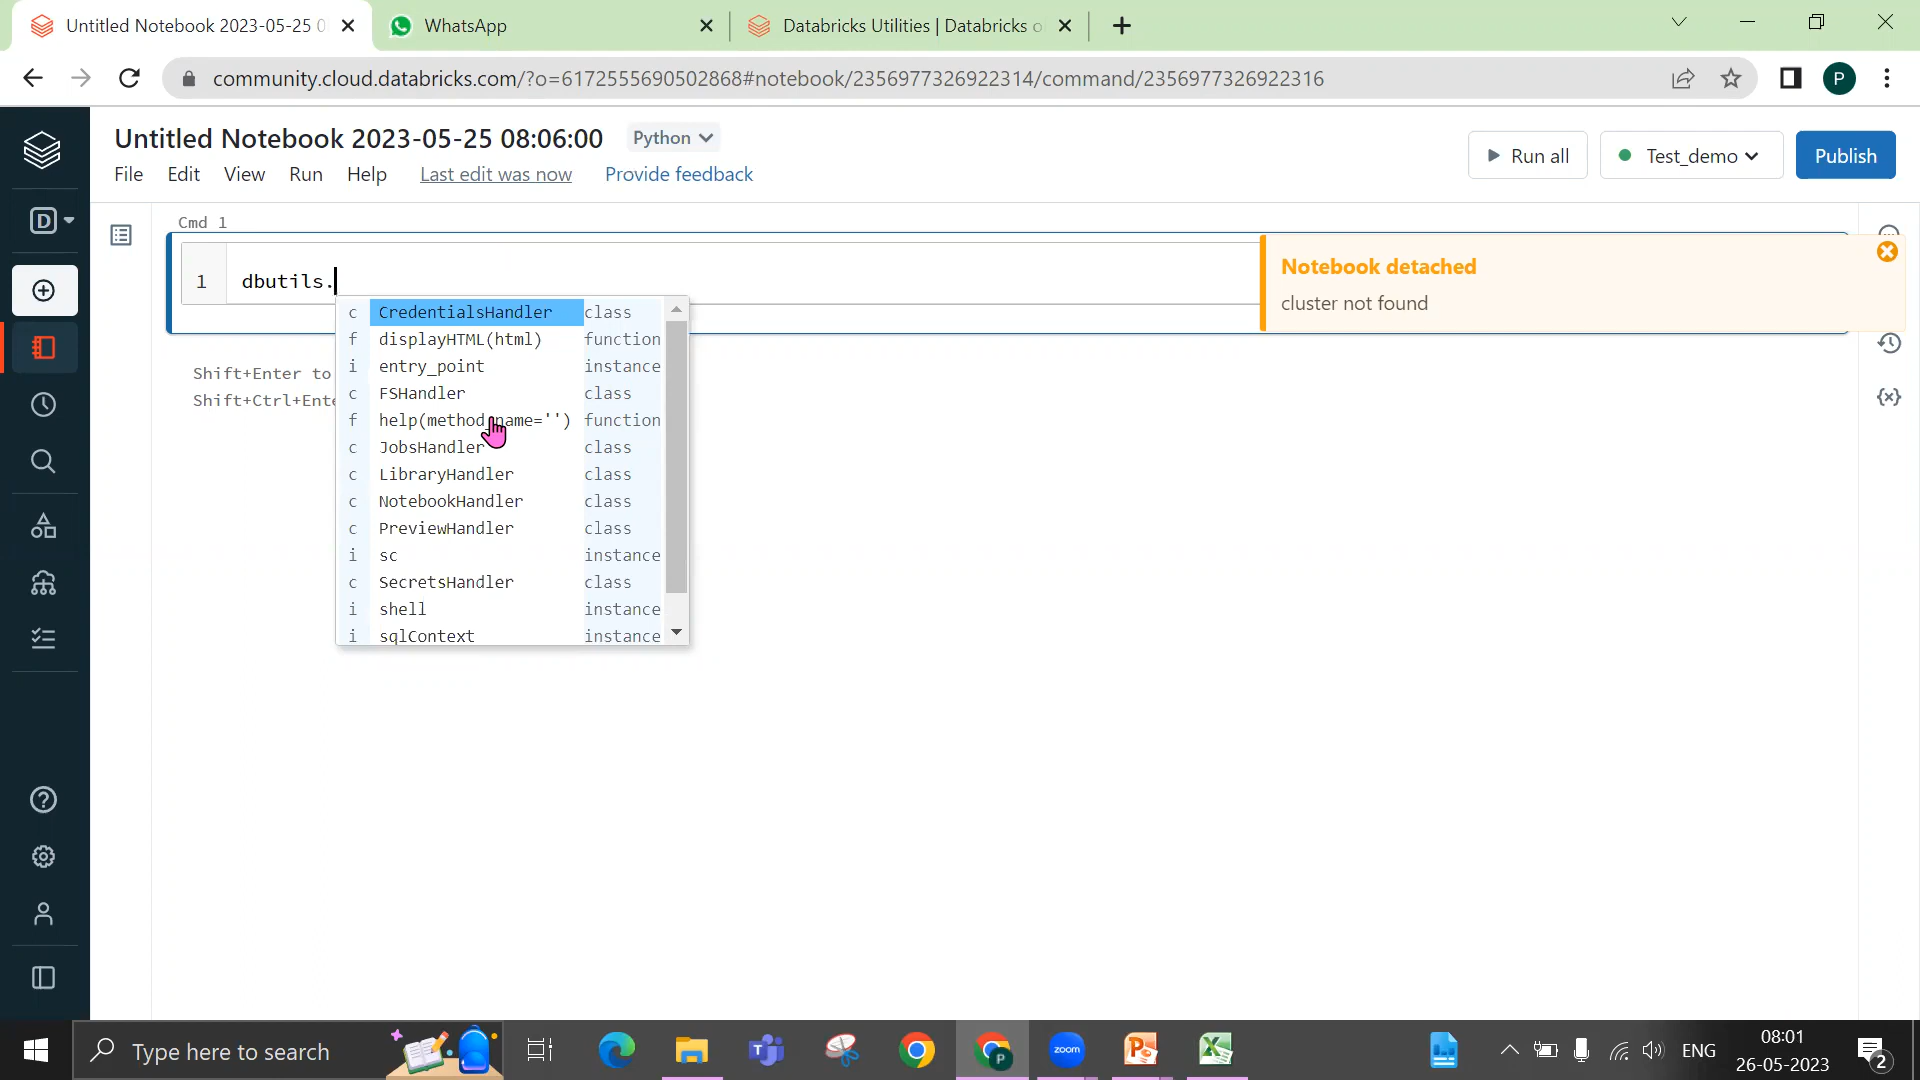 Untitled Notebook 2023-05-25 0
WhatsApp
Databricks Utilities | Databricks o
community.cloud.databricks.com/?o=6172555690502868#notebook/2356977326922314/command/2356977326922316
P
Untitled Notebook 2023-05-25 08:06:00
Python
File Edit View Run Help Last edit was now Provide feedback
Run all
Test_demo
Publish
D
Cmd 1
1 dbutils.
Notebook detached
cluster not found
c CredentialsHandler class
f displayHTML(html) function
i entry_point instance
c FSHandler class
f help(method_name='') function
c JobsHandler class
c LibraryHandler class
c NotebookHandler class
c PreviewHandler class
i sc instance
c SecretsHandler class
i shell instance
i sqlContext instance
Shift+Enter to
Shift+Ctrl+Ente
Type here to search
zoom
P
ENG
08:01
26-05-2023
2